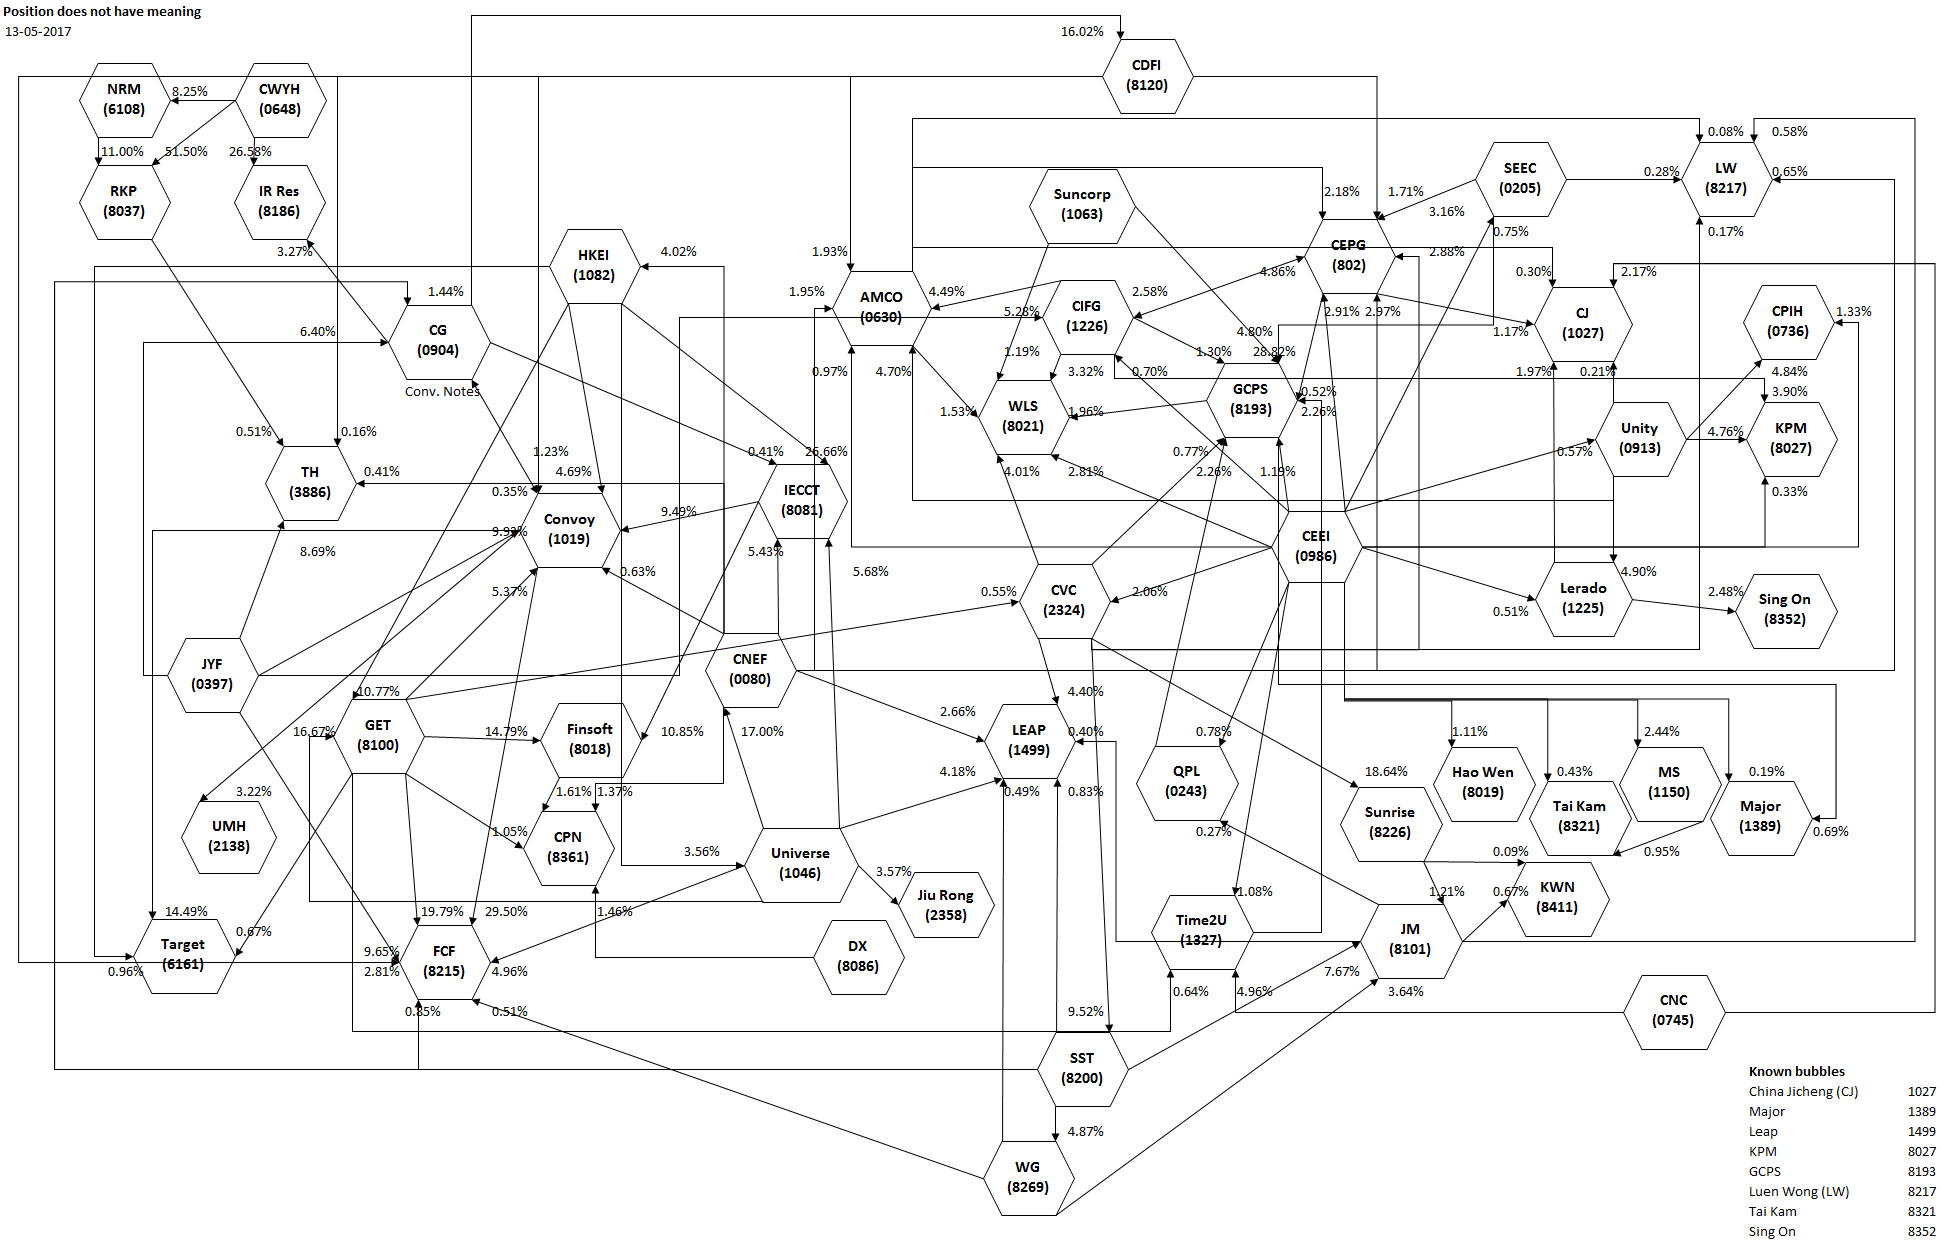 Position does not have meaning
13-05-2017
16.02%
CDFI
(8120)
NRM
(6108)
8.25%
CWYH
(0648)
11.00%
51.50%
26.58%
RKP
(8037)
IR Res
(8186)
3.27%
0.08%
0.58%
SEEC
(0205)
0.28%
LW
(8217)
0.65%
0.17%
Suncorp
(1063)
2.18%
1.71%
3.16%
0.75%
CEPG
(802)
2.88%
4.86%
HKEI
(1082)
4.02%
1.93%
1.95%
AMCO
(0630)
4.49%
5.28%
CIFG
(1226)
2.58%
0.30%
2.17%
CJ
(1027)
CPIH
(0736)
1.33%
1.44%
6.40%
CG
(0904)
Conv. Notes
2.91%
2.97%
1.17%
4.80%
1.19%
1.30%
28.82%
3.32%
0.70%
0.97%
4.70%
1.97%
0.21%
4.84%
3.90%
GCPS
(8193)
0.52%
2.26%
WLS
(8021)
1.53%
1.96%
Unity
(0913)
4.76%
KPM
(8027)
0.51%
0.16%
1.23%
0.41%
26.66%
0.77%
0.57%
TH
(3886)
0.41%
4.69%
4.01%
2.81%
2.26%
1.19%
0.33%
0.35%
IECCT
(8081)
Convoy
(1019)
9.49%
9.93%
8.69%
5.43%
5.68%
0.63%
5.37%
CEEI
(0986)
CVC
(2324)
0.55%
2.06%
0.51%
4.90%
Lerado
(1225)
2.48%
Sing On
(8352)
JYF
(0397)
CNEF
(0080)
10.77%
4.40%
GET
(8100)
16.67%
14.79%
Finsoft
(8018)
10.85%
17.00%
2.66%
LEAP
(1499)
0.40%
0.78%
1.11%
2.44%
QPL
(0243)
18.64%
Hao Wen
(8019)
0.43%
MS
(1150)
0.19%
4.18%
0.49%
0.83%
3.22%
1.61%
1.37%
UMH
(2138)
1.05%
CPN
(8361)
0.27%
Sunrise
(8226)
Tai Kam
(8321)
Major
(1389)
0.69%
0.95%
3.56%
Universe
(1046)
3.57%
Jiu Rong
(2358)
0.09%
KWN
(8411)
0.67%
1.21%
1.08%
14.49%
0.67%
19.79%
29.50%
1.46%
Target
(6161)
0.96%
9.65%
2.81%
FCF
(8215)
4.96%
DX
(8086)
Time2U
(1327)
JM
(8101)
7.67%
3.64%
0.64%
4.96%
CNC
(0745)
0.85%
0.51%
9.52%
SST
(8200)
4.87%
WG
(8269)
Known bubbles
China Jicheng (CJ) 1027
Major 1389
Leap 1499
KPM 8027
GCPS 8193
Luen Wong (LW) 8217
Tai Kam 8321
Sing On 8352